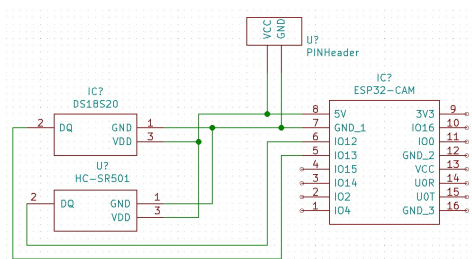 VCC
GND
U?
PINHeader
IC?
DS18S20
2 DQ GND 1
VDD 3
U?
HC-SR501
2 DQ GND 1
VDD 3
IC?
ESP32-CAM
8 5V 3V3 9
7 GND_1 IO16 10
6 IO12 IO0 11
5 IO13 GND_2 12
4 IO15 VCC 13
3 IO14 U0R 14
2 IO2 U0T 15
1 IO4 GND_3 16